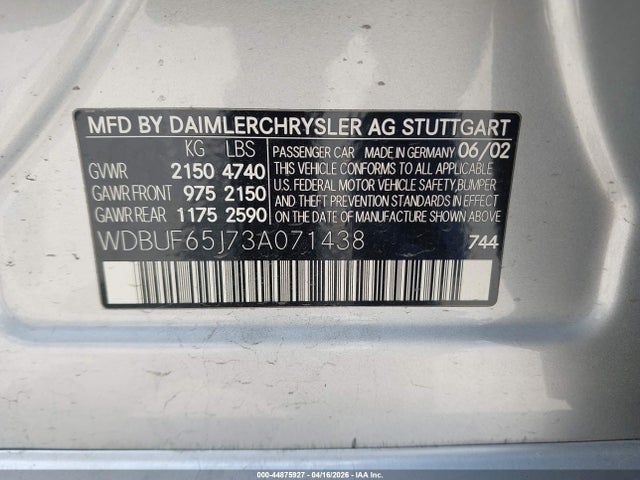 MFD BY DAIMLERCHRYSLER AG STUTTGART
KG LBS
GVWR 2150 4740
GAWR FRONT 975 2150
GAWR REAR 1175 2590
PASSENGER CAR MADE IN GERMANY 06/02
THIS VEHICLE CONFORMS TO ALL APPLICABLE
U.S. FEDERAL MOTOR VEHICLE SAFETY, BUMPER
AND THEFT PREVENTION STANDARDS IN EFFECT
ON THE DATE OF MANUFACTURE SHOWN ABOVE.
WDBUF65J73A071438 744
000-44875927 - 04/16/2026 - IAAI.COM